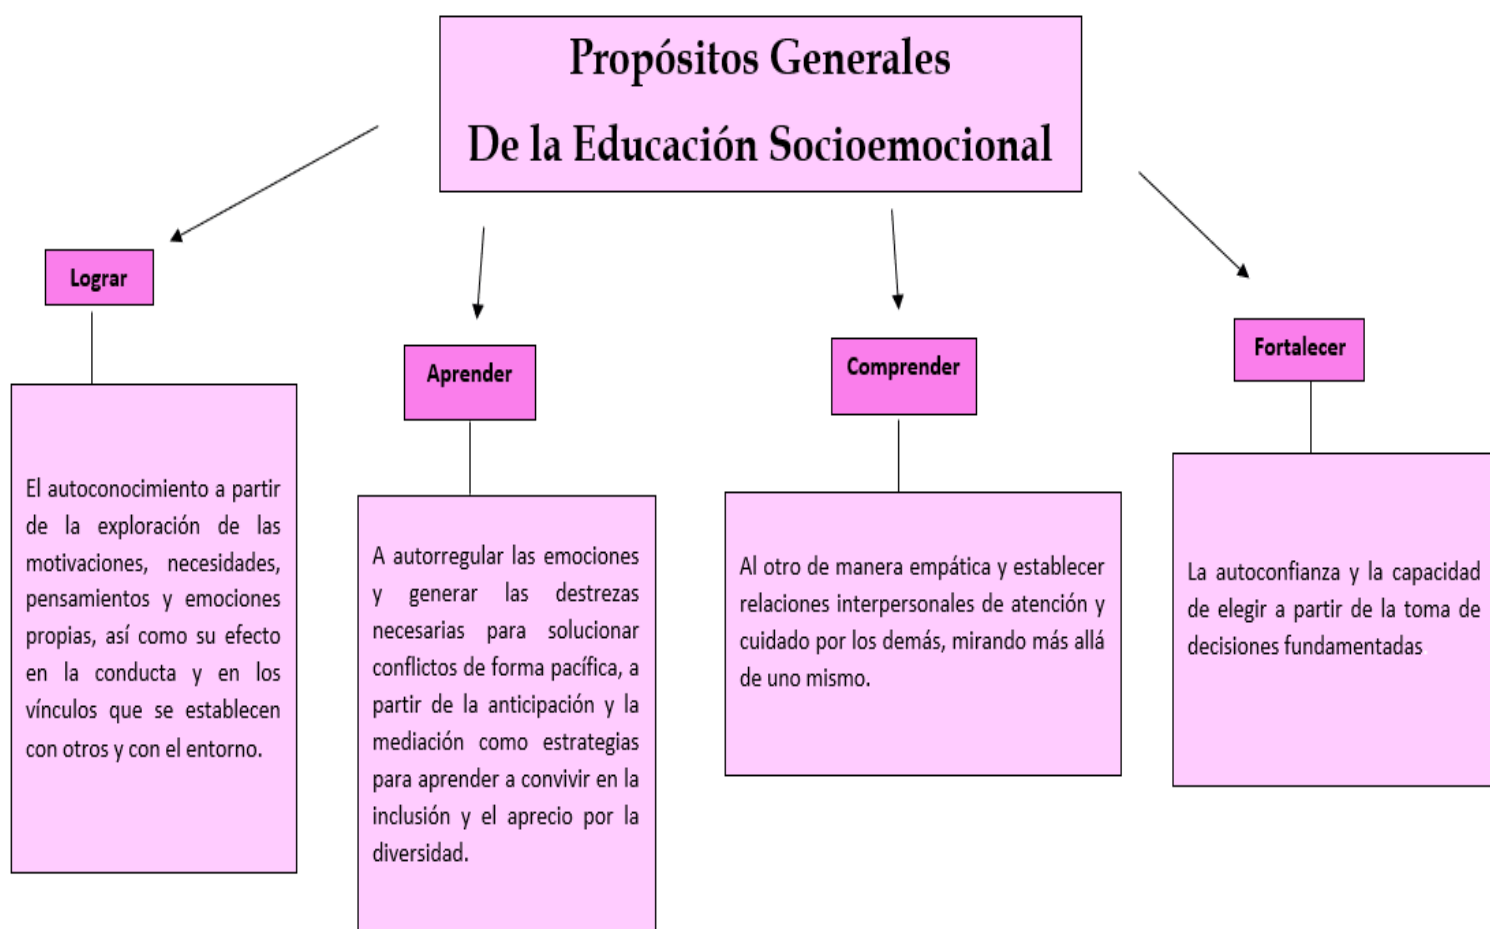 Propósitos Generales
De la Educación Socioemocional
Lograr
El autoconocimiento a partir
de la exploración de las
motivaciones, necesidades,
pensamientos y emociones
propias, así como su efecto
en la conducta y en los
vínculos que se establecen
con otros y con el entorno.
Aprender
A autorregular las emociones
y generar las destrezas
necesarias para solucionar
conflictos de forma pacífica, a
partir de la anticipación y la
mediación como estrategias
para aprender a convivir en la
inclusión y el aprecio por la
diversidad.
Comprender
Al otro de manera empática y establecer
relaciones interpersonales de atención y
cuidado por los demás, mirando más allá
de uno mismo.
Fortalecer
La autoconfianza y la capacidad
de elegir a partir de la toma de
decisiones fundamentadas